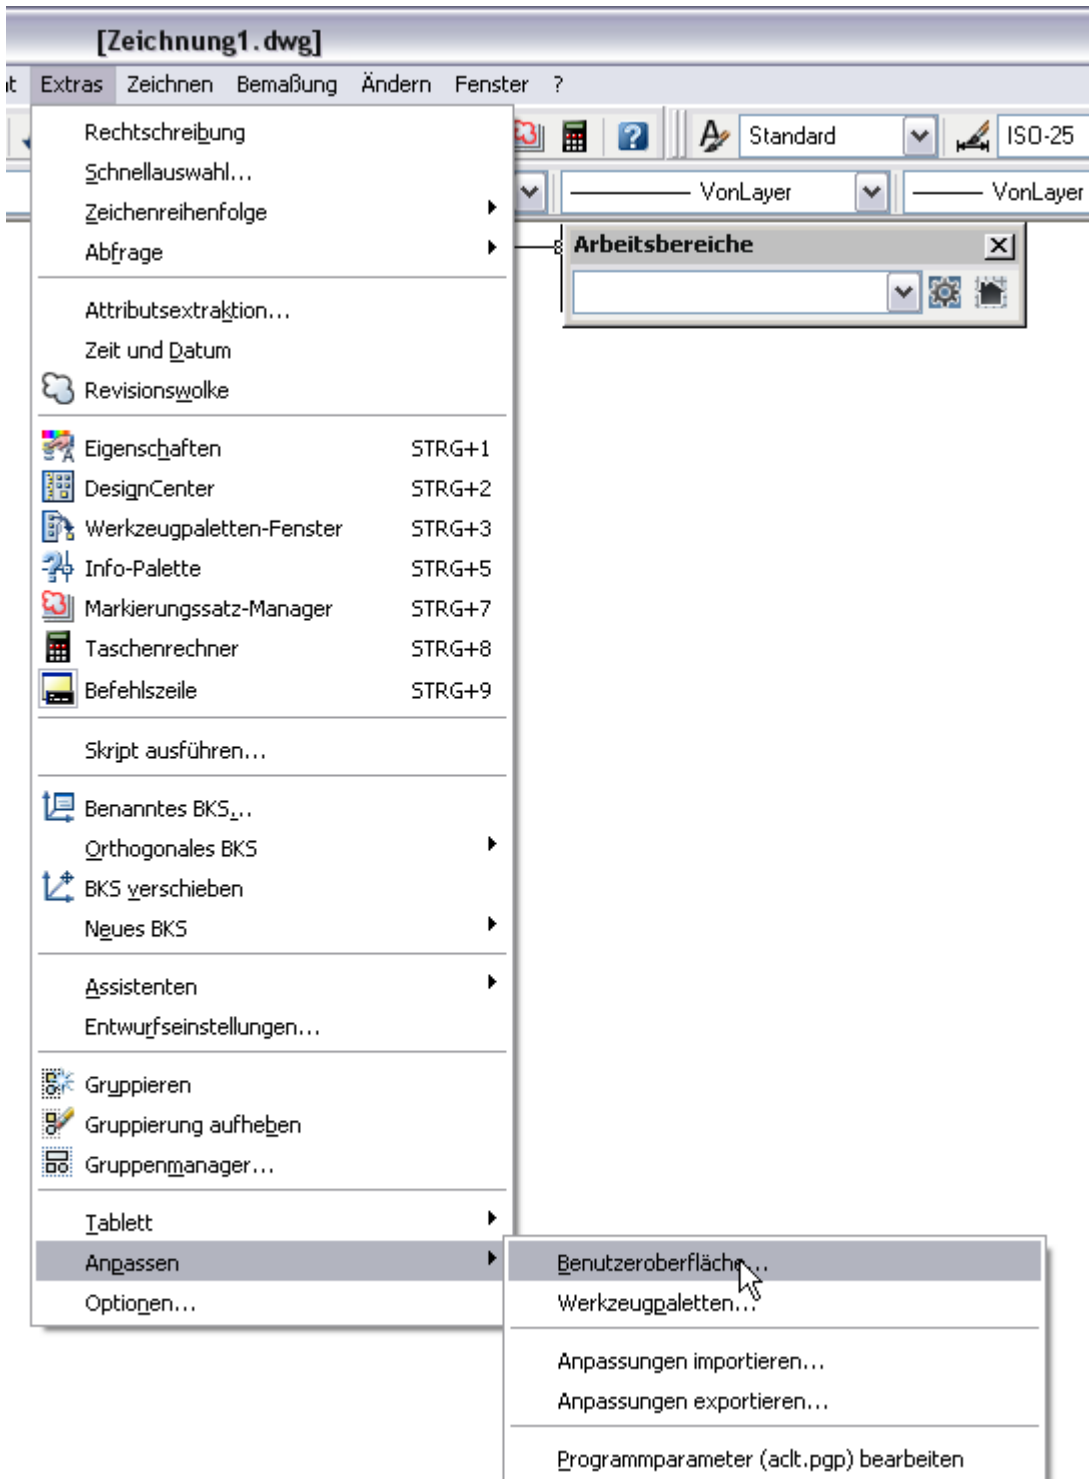 [Zeichnung1.dwg]
t Extras Zeichnen Bemaßung Ändern Fenster ?
Standard ISO-25
VonLayer VonLayer
Arbeitsbereiche
Rechtschreibung
Schnellauswahl...
Zeichenreihenfolge
Abfrage
Attributsextraktion...
Zeit und Datum
Revisionswolke
Eigenschaften STRG+1
DesignCenter STRG+2
Werkzeugpaletten-Fenster STRG+3
Info-Palette STRG+5
Markierungssatz-Manager STRG+7
Taschenrechner STRG+8
Befehlszeile STRG+9
Skript ausführen...
Benanntes BKS...
Orthogonales BKS
BKS verschieben
Neues BKS
Assistenten
Entwurfseinstellungen...
Gruppieren
Gruppierung aufheben
Gruppenmanager...
Tablett
Anpassen
Optionen...
Benutzeroberfläche...
Werkzeugpaletten...
Anpassungen importieren...
Anpassungen exportieren...
Programmparameter (aclt.pgp) bearbeiten